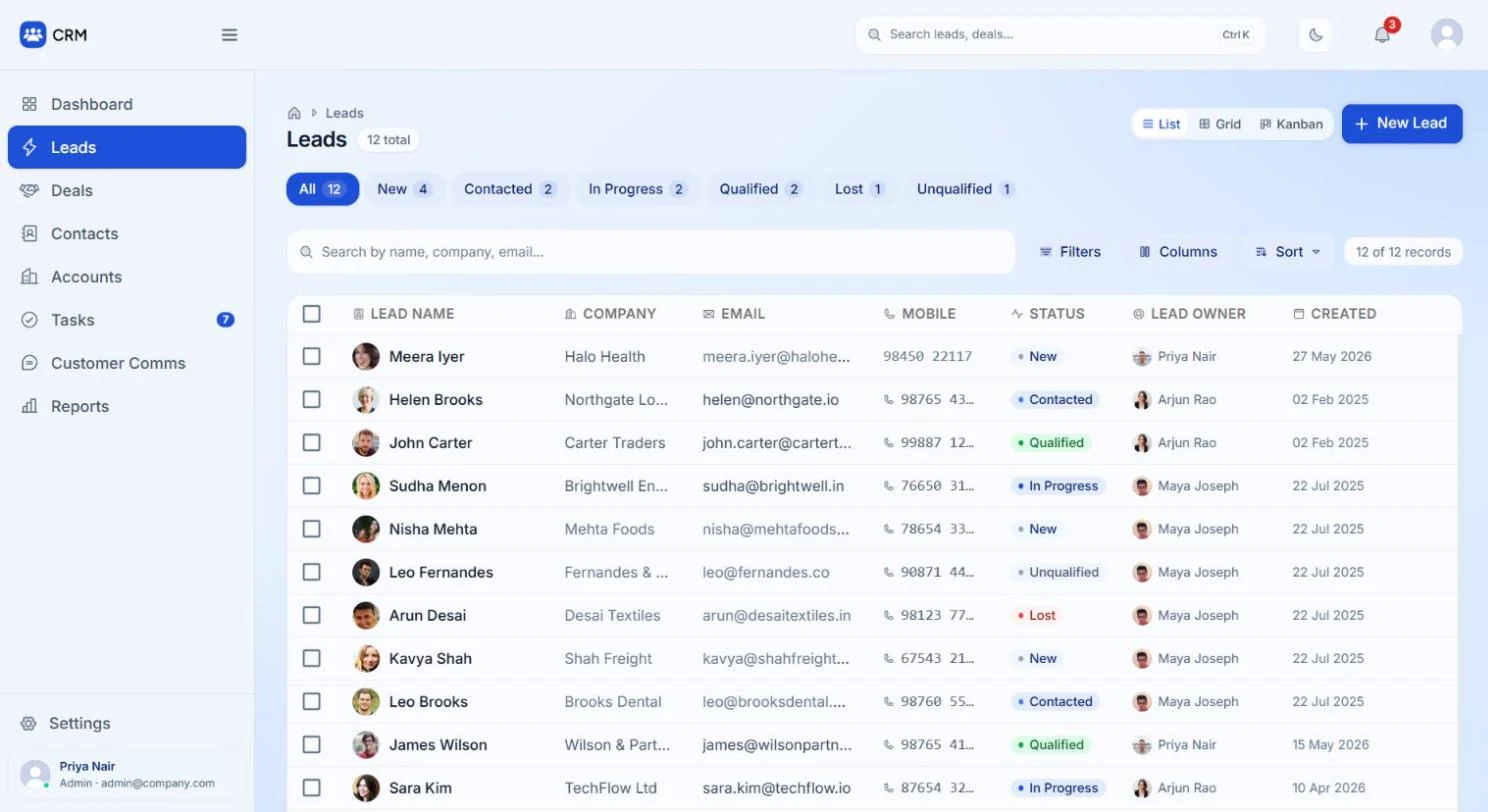 CRM
Search leads, deals... Ctrl K
3
Dashboard
Leads
Deals
Contacts
Accounts
Tasks 7
Customer Comms
Reports
Settings
Priya Nair
Admin · admin@company.com
Leads
Leads 12 total
List Grid Kanban
+ New Lead
All 12 New 4 Contacted 2 In Progress 2 Qualified 2 Lost 1 Unqualified 1
Search by name, company, email...
Filters Columns Sort 12 of 12 records
LEAD NAME COMPANY EMAIL MOBILE STATUS LEAD OWNER CREATED
Meera Iyer Halo Health meera.iyer@halohe... 98450 22117 New Priya Nair 27 May 2026
Helen Brooks Northgate Lo... helen@northgate.io 98765 43… Contacted Arjun Rao 02 Feb 2025
John Carter Carter Traders john.carter@cartert... 99887 12… Qualified Arjun Rao 02 Feb 2025
Sudha Menon Brightwell En... sudha@brightwell.in 76650 31… In Progress Maya Joseph 22 Jul 2025
Nisha Mehta Mehta Foods nisha@mehtafoods... 78654 33… New Maya Joseph 22 Jul 2025
Leo Fernandes Fernandes & ... leo@fernandes.co 90871 44… Unqualified Maya Joseph 22 Jul 2025
Arun Desai Desai Textiles arun@desaitextiles.in 98123 77… Lost Maya Joseph 22 Jul 2025
Kavya Shah Shah Freight kavya@shahfreight... 67543 21… New Maya Joseph 22 Jul 2025
Leo Brooks Brooks Dental leo@brooksdental.... 98760 55… Contacted Maya Joseph 22 Jul 2025
James Wilson Wilson & Part... james@wilsonpartn... 98765 41… Qualified Priya Nair 15 May 2026
Sara Kim TechFlow Ltd sara.kim@techflow.io 87654 32… In Progress Arjun Rao 10 Apr 2026